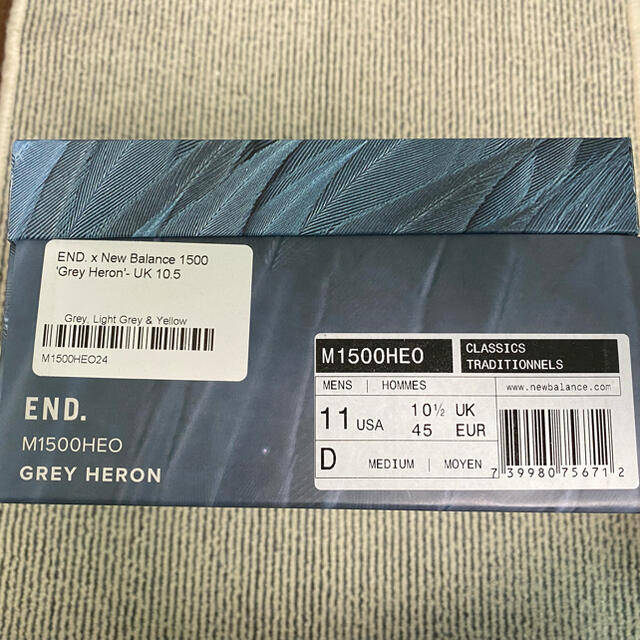 END. x New Balance 1500
'Grey Heron'- UK 10.5
Grey, Light Grey & Yellow
M1500HEO24
END.
M1500HEO
GREY HERON
M1500HEO
CLASSICS
TRADITIONNELS
MENS | HOMMES
www.newbalance.com
11 USA
10½ UK
45 EUR
D MEDIUM | MOYEN
7 39980 75671 2